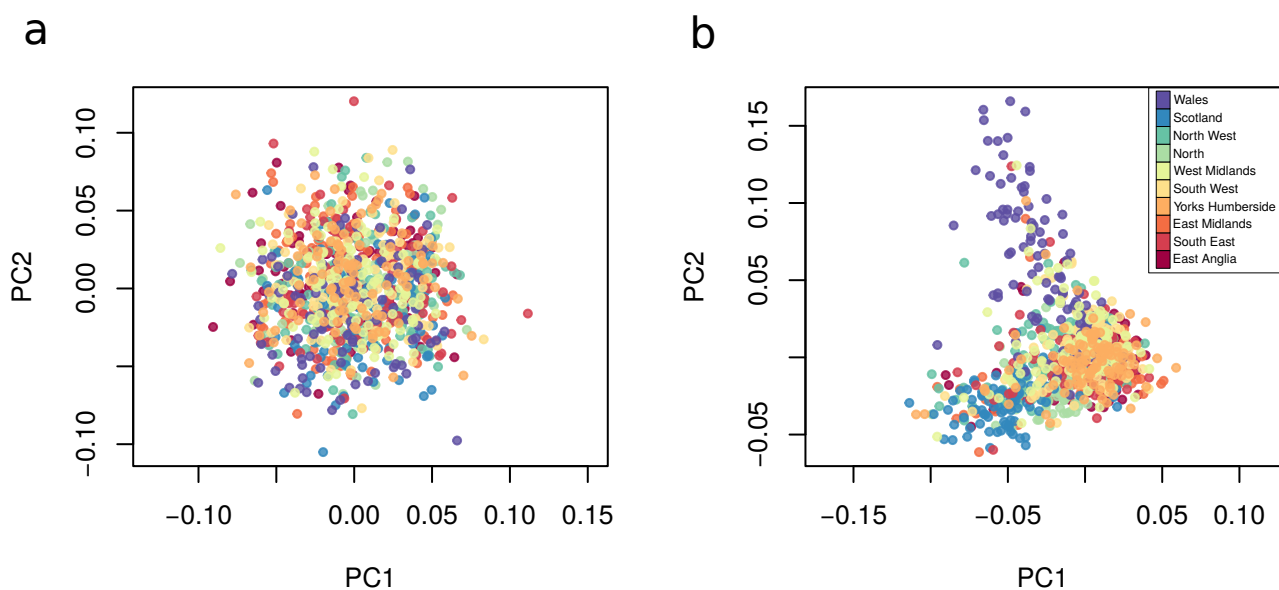 a
b
PC2
0.10
0.05
0.00
−0.10
−0.10
0.00
0.05
0.10
0.15
PC1
PC2
0.15
0.10
0.05
−0.05
−0.15
−0.05
0.05
0.10
PC1
Wales
Scotland
North West
North
West Midlands
South West
Yorks Humberside
East Midlands
South East
East Anglia